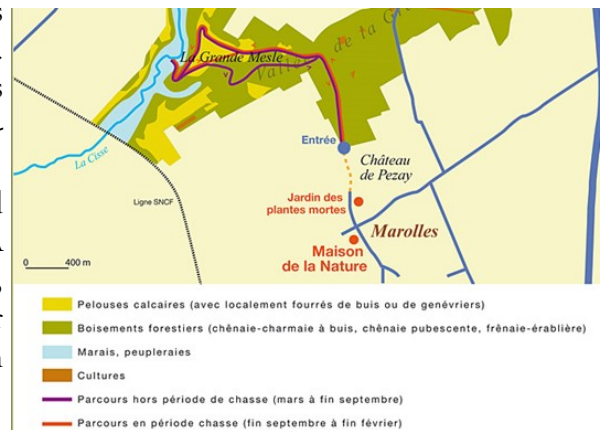 La Grande Mesle
Vallée de la Gra
Entrée
La Cisse
Château
de Pezay
Ligne SNCF
Jardin des
plantes mortes
Marolles
Maison
de la Nature
0 400 m
Pelouses calcaires (avec localement fourrés de buis ou de genévriers)
Boisements forestiers (chênaie-charmaie à buis, chênaie pubescente, frênaie-érablière)
Marais, peupleraies
Cultures
Parcours hors période de chasse (mars à fin septembre)
Parcours en période chasse (fin septembre à fin février)